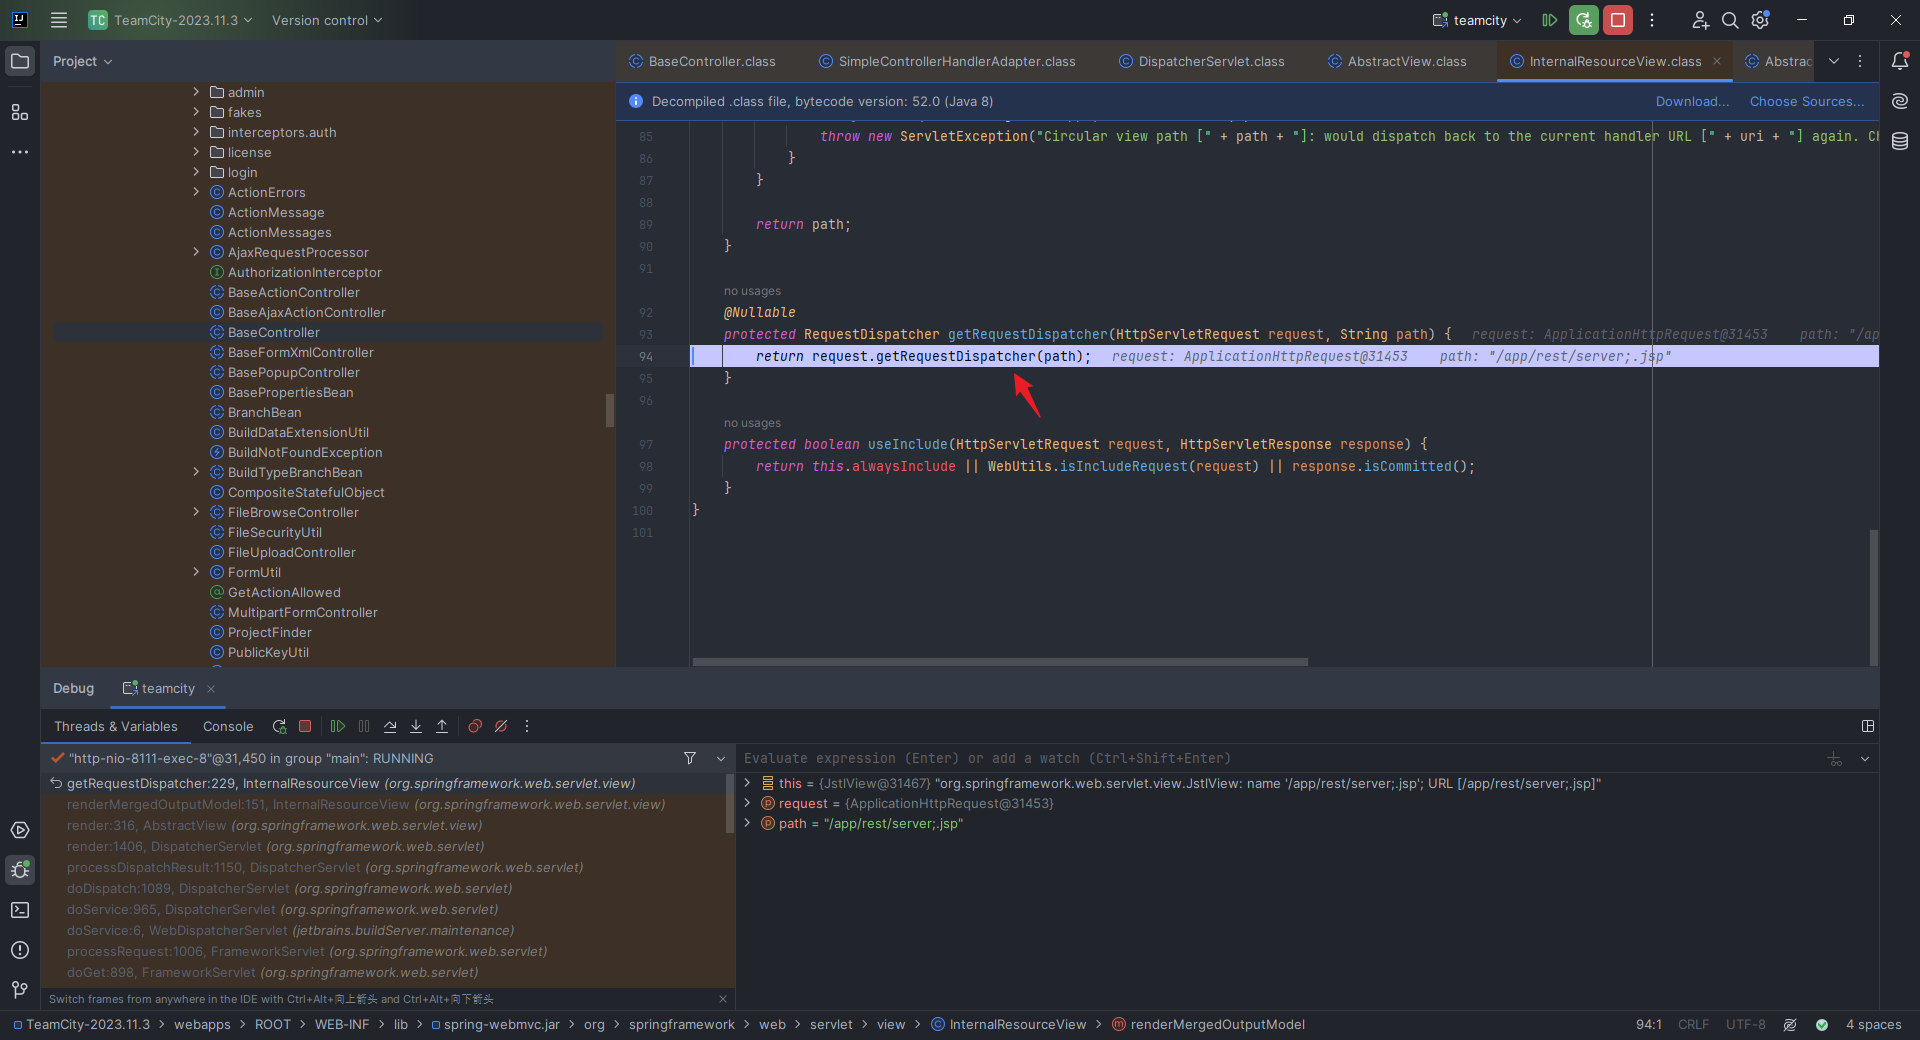 TC TeamCity-2023.11.3 Version control teamcity
Project
BaseController.class SimpleControllerHandlerAdapter.class DispatcherServlet.class AbstractView.class InternalResourceView.class Abstrac
Decompiled .class file, bytecode version: 52.0 (Java 8) Download... Choose Sources...
admin
fakes
interceptors.auth
license
login
ActionErrors
ActionMessage
ActionMessages
AjaxRequestProcessor
AuthorizationInterceptor
BaseActionController
BaseAjaxActionController
BaseController
BaseFormXmlController
BasePopupController
BasePropertiesBean
BranchBean
BuildDataExtensionUtil
BuildNotFoundException
BuildTypeBranchBean
CompositeStatefulObject
FileBrowseController
FileSecurityUtil
FileUploadController
FormUtil
GetActionAllowed
MultipartFormController
ProjectFinder
PublicKeyUtil
85 throw new ServletException("Circular view path [" + path + "]: would dispatch back to the current handler URL [" + uri + "] again. Ch
86 }
87 }
88
89 return path;
90 }
91
no usages
92 @Nullable
93 protected RequestDispatcher getRequestDispatcher(HttpServletRequest request, String path) { request: ApplicationHttpRequest@31453 path: "/ap
94 return request.getRequestDispatcher(path); request: ApplicationHttpRequest@31453 path: "/app/rest/server;.jsp"
95 }
96
no usages
97 protected boolean useInclude(HttpServletRequest request, HttpServletResponse response) {
98 return this.alwaysInclude || WebUtils.isIncludeRequest(request) || response.isCommitted();
99 }
100 }
101
Debug teamcity
Threads & Variables Console
"http-nio-8111-exec-8"@31,450 in group "main": RUNNING
getRequestDispatcher:229, InternalResourceView (org.springframework.web.servlet.view)
renderMergedOutputModel:151, InternalResourceView (org.springframework.web.servlet.view)
render:316, AbstractView (org.springframework.web.servlet.view)
render:1406, DispatcherServlet (org.springframework.web.servlet)
processDispatchResult:1150, DispatcherServlet (org.springframework.web.servlet)
doDispatch:1089, DispatcherServlet (org.springframework.web.servlet)
doService:965, DispatcherServlet (org.springframework.web.servlet)
doService:6, WebDispatcherServlet (jetbrains.buildServer.maintenance)
processRequest:1006, FrameworkServlet (org.springframework.web.servlet)
doGet:898, FrameworkServlet (org.springframework.web.servlet)
Switch frames from anywhere in the IDE with Ctrl+Alt+向上箭头 and Ctrl+Alt+向下箭头
Evaluate expression (Enter) or add a watch (Ctrl+Shift+Enter)
this = {JstlView@31467} "org.springframework.web.servlet.view.JstlView: name '/app/rest/server;.jsp'; URL [/app/rest/server;.jsp]"
request = {ApplicationHttpRequest@31453}
path = "/app/rest/server;.jsp"
TeamCity-2023.11.3 webapps ROOT WEB-INF lib spring-webmvc.jar org springframework web servlet view InternalResourceView renderMergedOutputModel 94:1 CRLF UTF-8 4 spaces